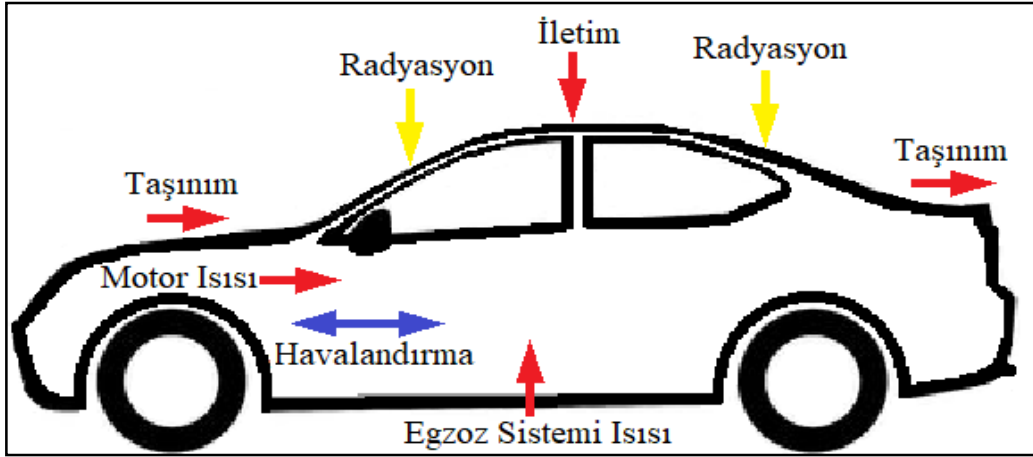 İletim
Radyasyon
Radyasyon
Taşınım
Taşınım
Motor Isısı
Havalandırma
Egzoz Sistemi Isısı